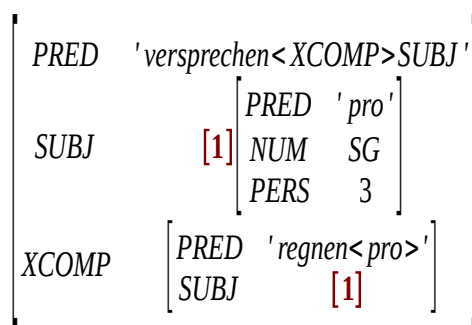 PRED 'versprechen<XCOMP>SUBJ'
SUBJ [1] [PRED 'pro'
NUM SG
PERS 3]
XCOMP [PRED 'regnen<pro>'
SUBJ [1]]